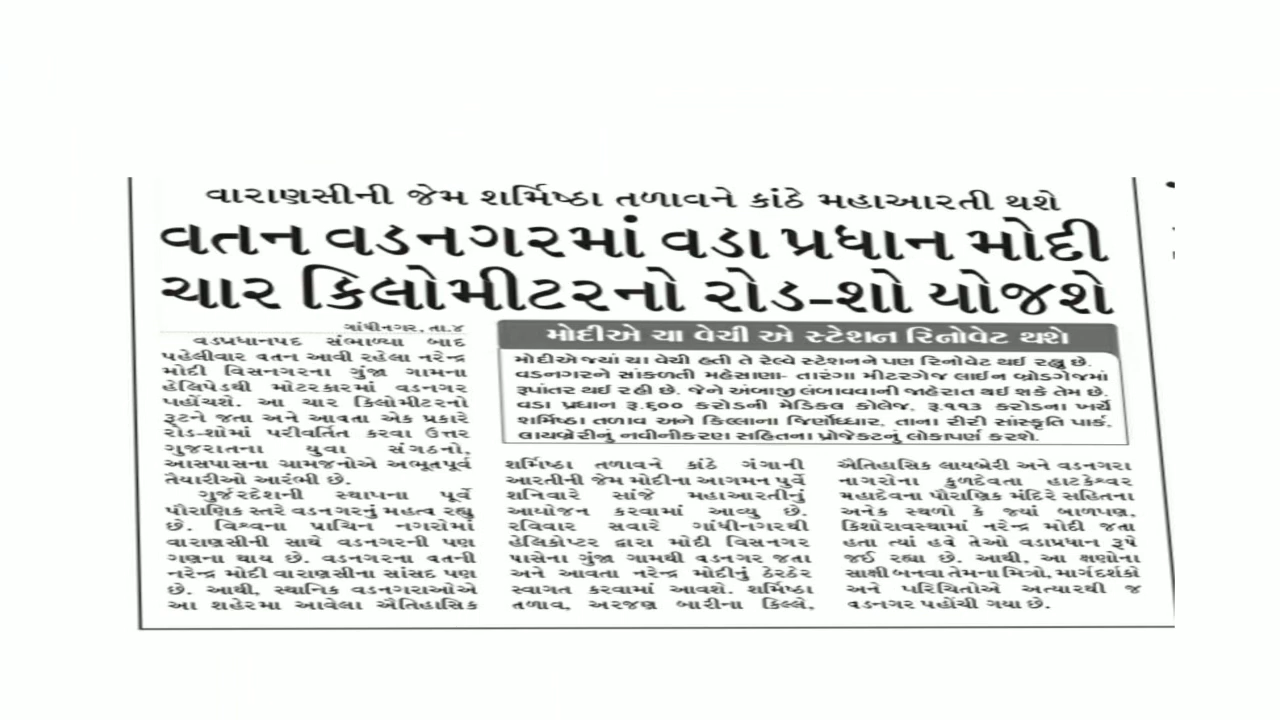 વારાણસીની જેમ શર્મિષ્ઠા તળાવને કાંઠે મહાઆરતી થશે
વતન વડનગરમાં વડા પ્રધાન મોદી
ચાર કિલોમીટરનો રોડ-શો યોજશે
ગાંધીનગર, તા.૪
વડપ્રધાનપદ સંભાળ્યા બાદ
પહેલીવાર વતન આવી રહેલા નરેન્દ્ર
મોદી વિસનગરના ગુંજા ગામના
હેલિપેડથી મોટરકારમાં વડનગર
પહોંચશે. આ ચાર કિલોમીટરનો
રૂટને જતા અને આવતા એક પ્રકારે
રોડ-શોમાં પરીવર્તિત કરવા ઉત્તર
ગુજરાતના યુવા સંગઠનો,
આસપાસના ગ્રામજનોએ અભૂતપૂર્વ
તૈયારીઓ આરંભી છે.
ગુર્જરદેશની સ્થાપના પૂર્વે
પૌરાણિક સ્તરે વડનગરનું મહત્વ રહ્યુ
છે. વિશ્વના પ્રાચિન નગરોમાં
વારાણસીની સાથે વડનગરની પણ
ગણના થાય છે. વડનગરના વતની
નરેન્દ્ર મોદી વારાણસીના સાંસદ પણ
છે. આથી, સ્થાનિક વડનગરાઓએ
આ શહેરમા આવેલા ઐતિહાસિક
મોદીએ ચા વેચી એ સ્ટેશન રિનોવેટ થશે
મોદીએ જ્યાં ચા વેચી હતી તે રેલ્વે સ્ટેશનને પણ રિનોવેટ થઈ રહ્યુ છે.
વડનગરને સાંકળતી મહેસાણા- તારંગા મીટરગેજ લાઈન બ્રોડગેજમાં
રૂપાંતર થઈ રહી છે. જેને અંબાજી લંબાવવાની જાહેરાત થઈ શકે તેમ છે.
વડા પ્રધાન રૂ.૬૦૦ કરોડની મેડિકલ કોલેજ, રૂ.૧૧૩ કરોડના ખર્ચે
શર્મિષ્ઠા તળાવ અને કિલ્લાના જિર્ણોધ્ધાર, તાના રીરી સાંસ્કૃતિ પાર્ક,
લાયબ્રેરીનું નવીનીકરણ સહિતના પ્રોજેકટનું લોકાપર્ણ કરશે.
શર્મિષ્ઠા તળાવને કાંઠે ગંગાની
આરતીની જેમ મોદીના આગમન પુર્વે
શનિવારે સાંજે મહાઆરતીનું
આયોજન કરવામાં આવ્યુ છે.
રવિવાર સવારે ગાંધીનગરથી
હેલિકોપ્ટર દ્વારા મોદી વિસનગર
પાસેના ગુંજા ગામથી વડનગર જતા
અને આવતા નરેન્દ્ર મોદીનું ઠેરઠેર
સ્વાગત કરવામાં આવશે. શર્મિષ્ઠા
તળાવ, અરજણ બારીના કિલ્લે,
ઐતિહાસિક લાયબ્રેરી અને વડનગરા
નાગરોના કુળદેવતા હાટકેશ્વર
મહાદેવના પૌરાણિક મંદિરે સહિતના
અનેક સ્થળો કે જ્યાં બાળપણ,
કિશોરાવસ્થામાં નરેન્દ્ર મોદી જતા
હતા ત્યાં હવે તેઓ વડાપ્રધાન રૂપે
જઈ રહ્યા છે. આથી, આ ક્ષણોના
સાક્ષી બનવા તેમના મિત્રો, માર્ગદર્શકો
અને પરિચિતોએ અત્યારથી જ
વડનગર પહોંચી ગયા છે.